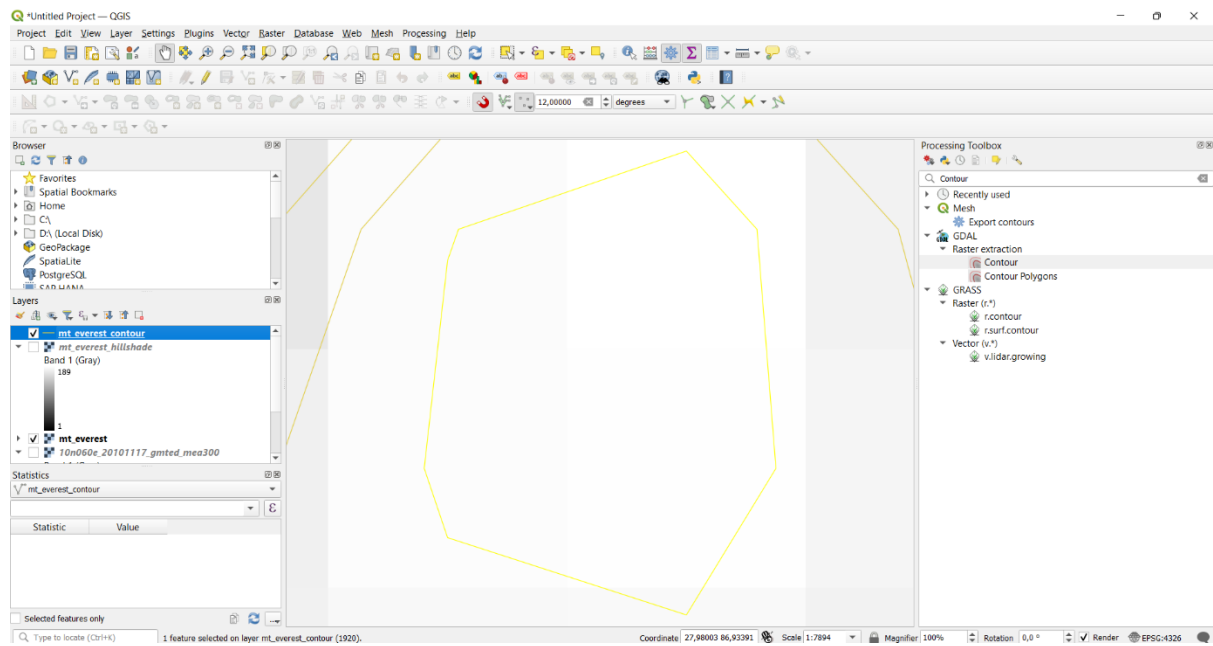 *Untitled Project — QGIS
Project Edit View Layer Settings Plugins Vector Raster Database Web Mesh Processing Help
abc
abc
12,00000
degrees
Browser
Favorites
Spatial Bookmarks
Home
C:\
D:\ (Local Disk)
GeoPackage
SpatiaLite
PostgreSQL
SAP HANA
Layers
mt_everest_contour
mt_everest_hillshade
Band 1 (Gray)
189
1
mt_everest
10n060e_20101117_gmted_mea300
Statistics
mt_everest_contour
Statistic Value
Selected features only
Processing Toolbox
Contour
Recently used
Mesh
Export contours
GDAL
Raster extraction
Contour
Contour Polygons
GRASS
Raster (r.*)
r.contour
r.surf.contour
Vector (v.*)
v.lidar.growing
Type to locate (Ctrl+K) 1 feature selected on layer mt_everest_contour (1920). Coordinate 27,98003 86,93391 Scale 1:7894 Magnifier 100% Rotation 0,0 ° Render EPSG:4326